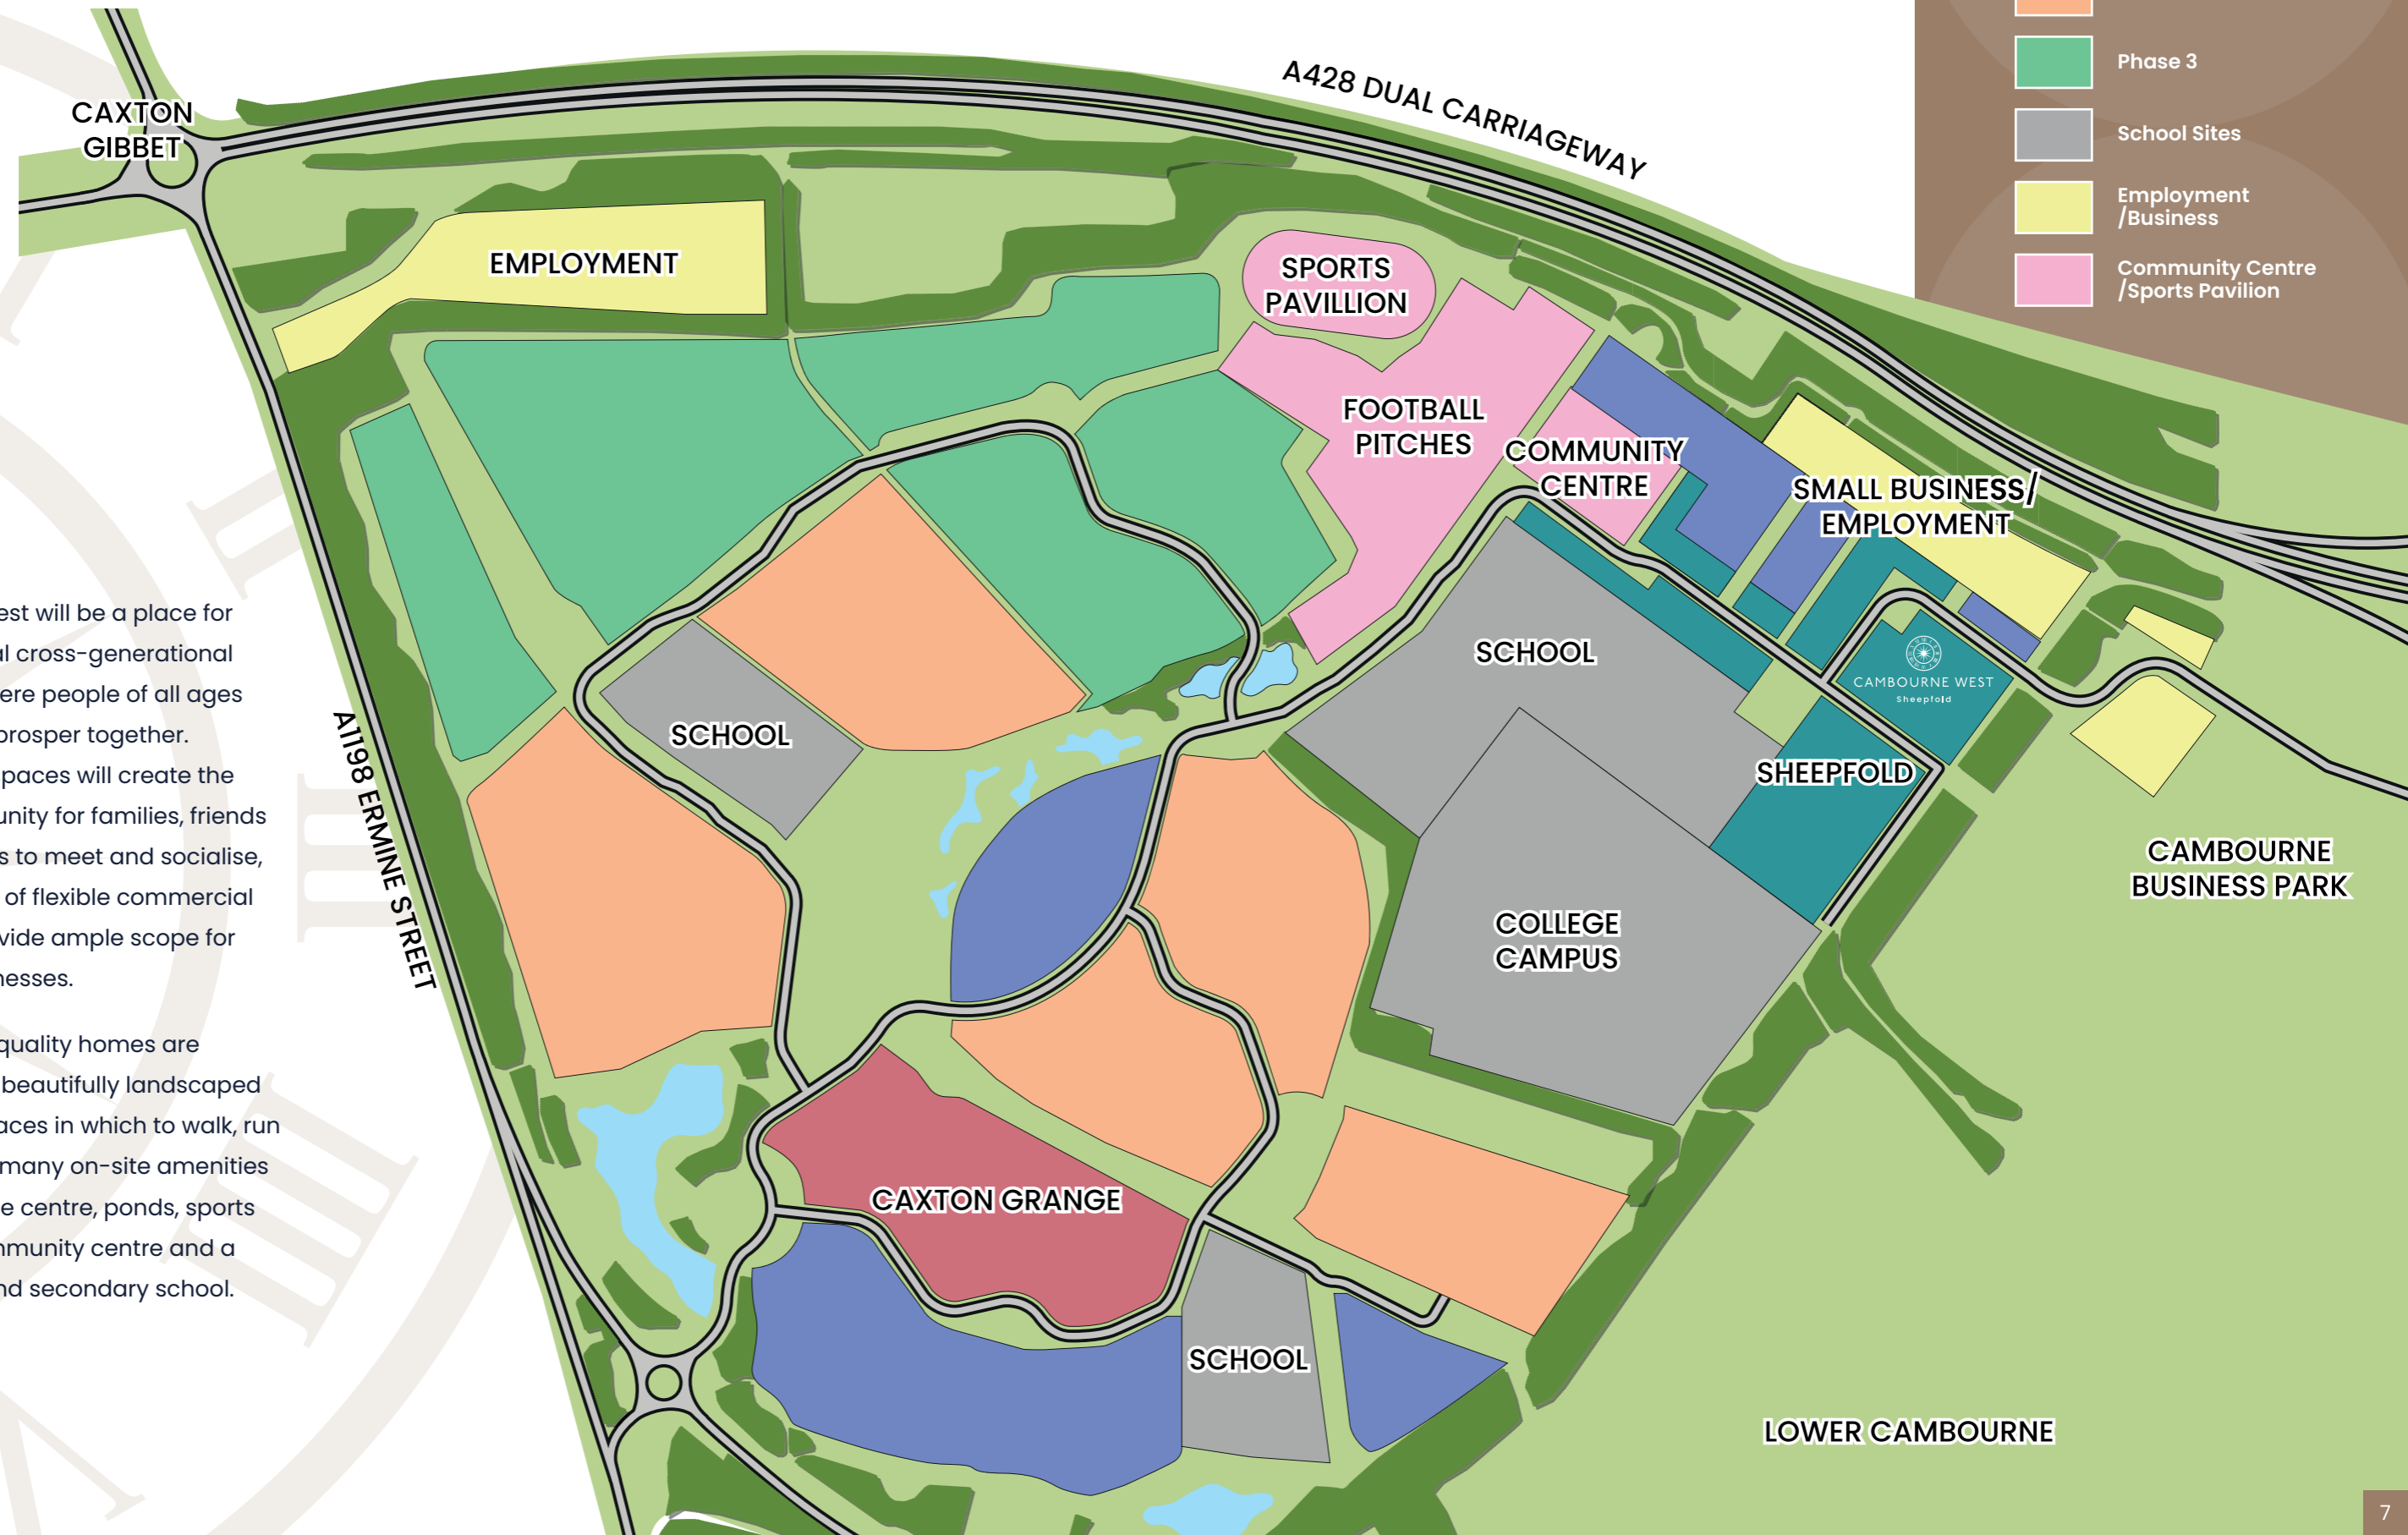 Phase 3
School Sites
Employment
/Business
Community Centre
/Sports Pavilion
A428 DUAL CARRIAGEWAY
CAXTON
GIBBET
EMPLOYMENT
SPORTS
PAVILLION
FOOTBALL
PITCHES
COMMUNITY
CENTRE
SMALL BUSINESS/
EMPLOYMENT
SCHOOL
CAMBOURNE WEST
Sheepfold
SCHOOL
SHEEPFOLD
A1198 ERMINE STREET
CAMBOURNE
BUSINESS PARK
COLLEGE
CAMPUS
CAXTON GRANGE
SCHOOL
LOWER CAMBOURNE
est will be a place for
al cross-generational
ere people of all ages
prosper together.
spaces will create the
unity for families, friends
s to meet and socialise,
of flexible commercial
vide ample scope for
nesses.
quality homes are
beautifully landscaped
aces in which to walk, run
many on-site amenities
e centre, ponds, sports
mmunity centre and a
nd secondary school.
7